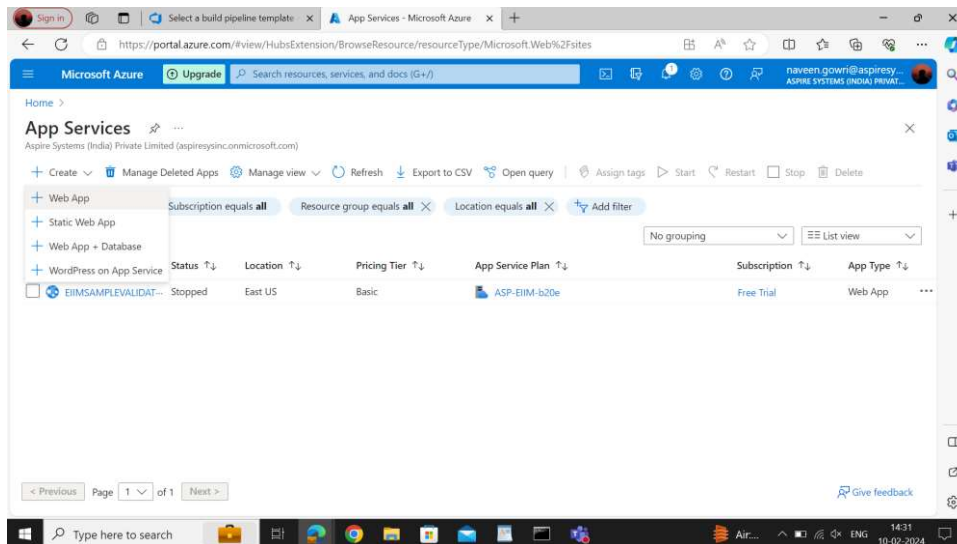 Sign in
Select a build pipeline template
App Services - Microsoft Azure
https://portal.azure.com/#view/HubsExtension/BrowseResource/resourceType/Microsoft.Web%2Fsites
Microsoft Azure
Upgrade
Search resources, services, and docs (G+/)
naveen.gowri@aspiresy...
ASPIRE SYSTEMS (INDIA) PRIVAT...
Home >
App Services
Aspire Systems (India) Private Limited (aspiresysinc.onmicrosoft.com)
+ Create Manage Deleted Apps Manage view Refresh Export to CSV Open query Assign tags Start Restart Stop Delete
+ Web App
+ Static Web App
+ Web App + Database
+ WordPress on App Service
Subscription equals all Resource group equals all Location equals all Add filter
No grouping List view
Status Location Pricing Tier App Service Plan Subscription App Type
EIIMSAMPLEVALIDAT... Stopped East US Basic ASP-EIIM-b20e Free Trial Web App ...
< Previous Page 1 of 1 Next >
Give feedback
Type here to search
Air... ENG
14:31
10-02-2024